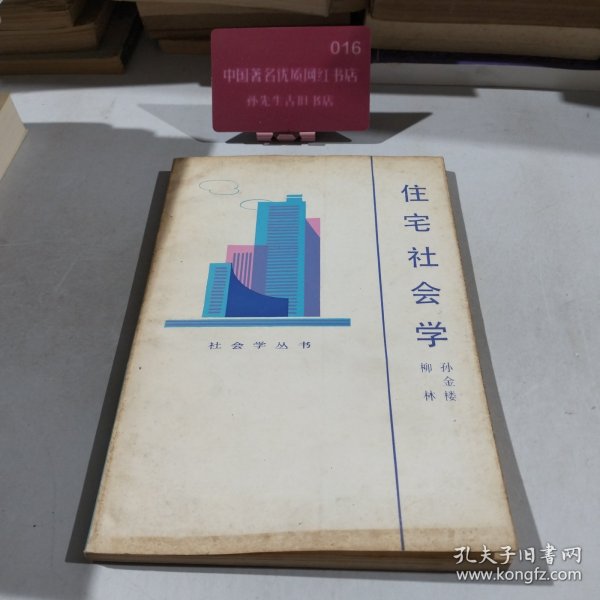 016
中国著名优质网红书店
孙先生古旧书店
住宅社会学
孙金楼
柳林
社会学丛书
孔夫子旧书网
www.kongfz.com